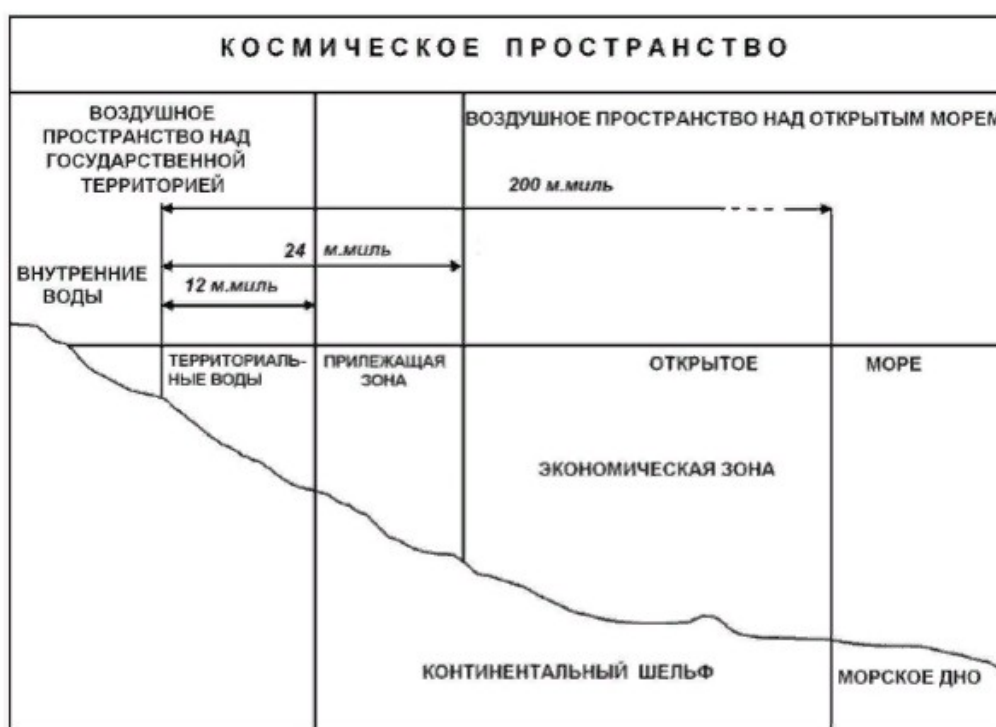 КОСМИЧЕСКОЕ ПРОСТРАНСТВО
ВОЗДУШНОЕ
ПРОСТРАНСТВО НАД
ГОСУДАРСТВЕННОЙ
ТЕРРИТОРИЕЙ
ВОЗДУШНОЕ ПРОСТРАНСТВО НАД ОТКРЫТЫМ МОРЕМ
200 м.миль
24 м.миль
12 м.миль
ВНУТРЕННИЕ
ВОДЫ
ТЕРРИТОРИАЛЬ-
НЫЕ ВОДЫ
ПРИЛЕЖАЩАЯ
ЗОНА
ОТКРЫТОЕ МОРЕ
ЭКОНОМИЧЕСКАЯ ЗОНА
КОНТИНЕНТАЛЬНЫЙ ШЕЛЬФ
МОРСКОЕ ДНО